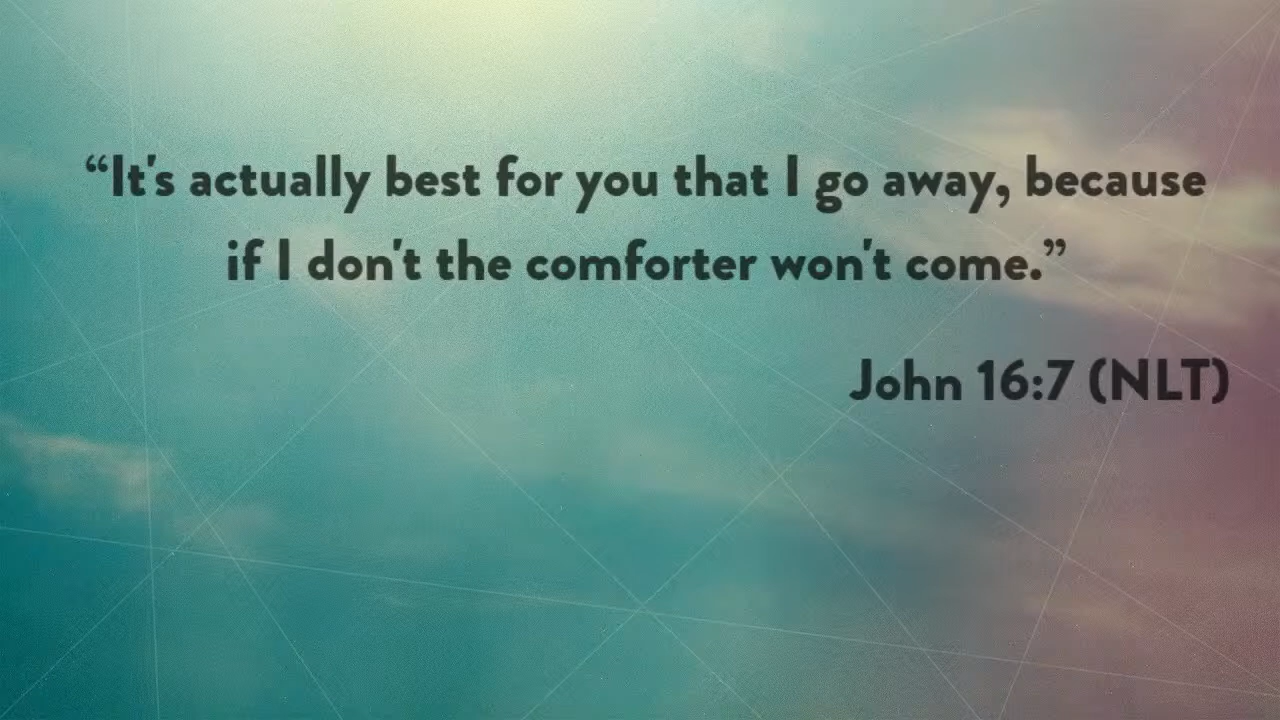 “It's actually best for you that I go away, because
if I don't the comforter won't come.”
John 16:7 (NLT)